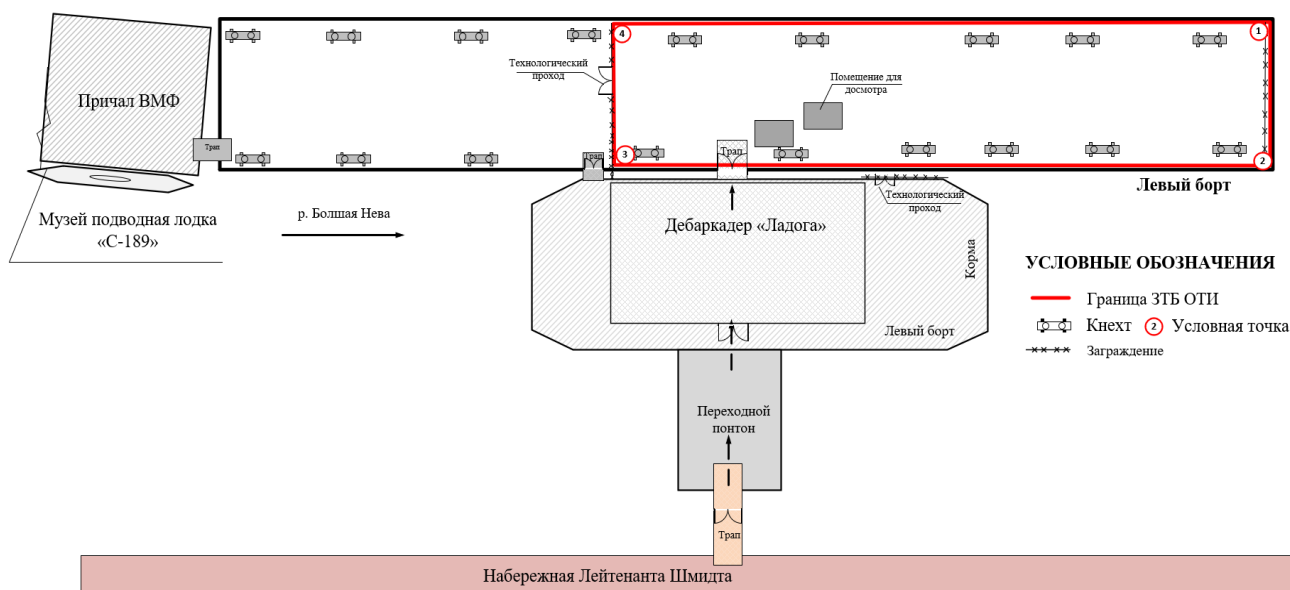 1
4
Технологический
проход
Помещение для
досмотра
Причал ВМФ
Трап
Трап
3
Трап
2
Левый борт
Технологический
проход
Музей подводная лодка
«С-189»
р. Болшая Нева
Дебаркадер «Ладога»
Корма
Левый борт
УСЛОВНЫЕ ОБОЗНАЧЕНИЯ
Граница ЗТБ ОТИ
Кнехт 2 Условная точка
Заграждение
Переходной
понтон
Трап
Набережная Лейтенанта Шмидта